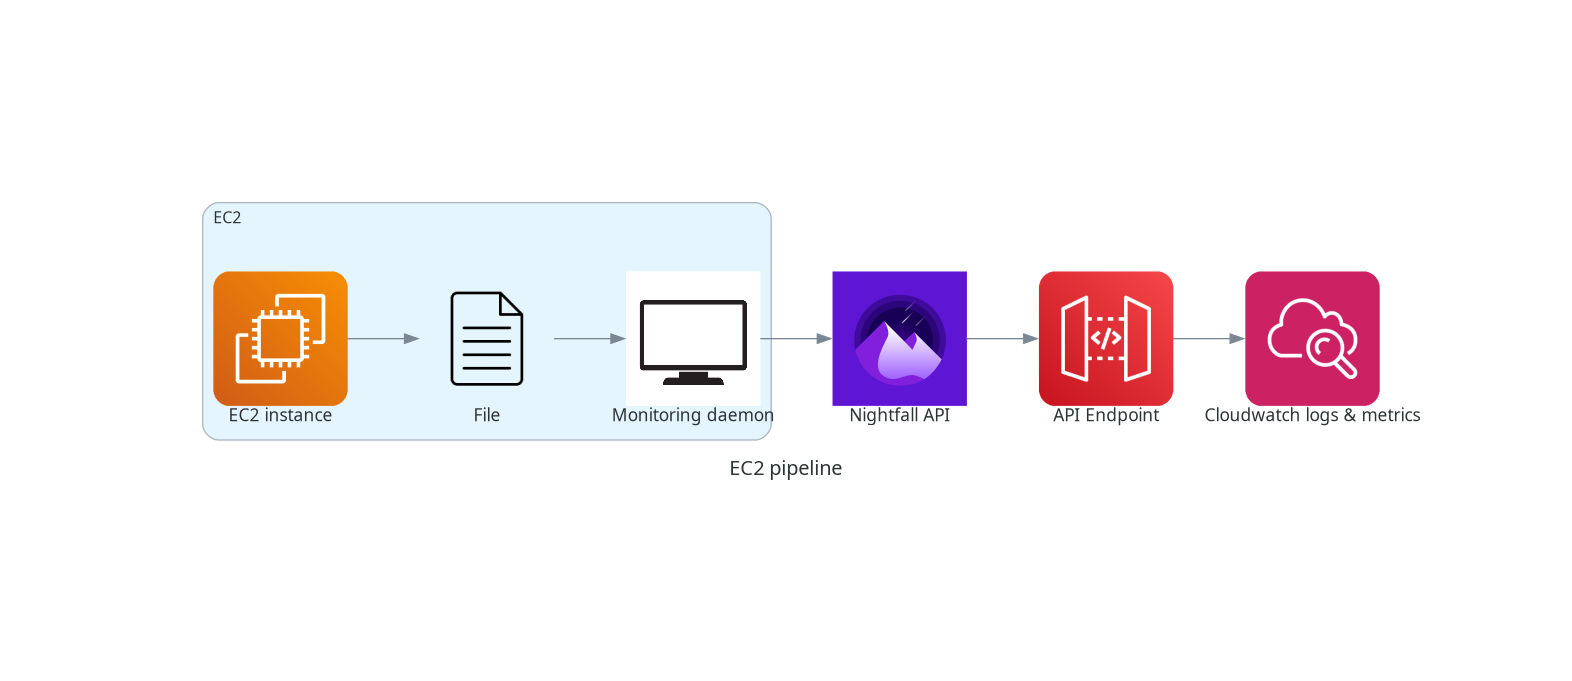 EC2
EC2 instance
File
Monitoring daemon
Nightfall API
API Endpoint
Cloudwatch logs & metrics
EC2 pipeline